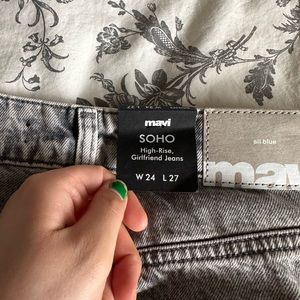 mavi
SOHO
High-Rise,
Girlfriend Jeans
W 24 L 27
sil blue
mavi